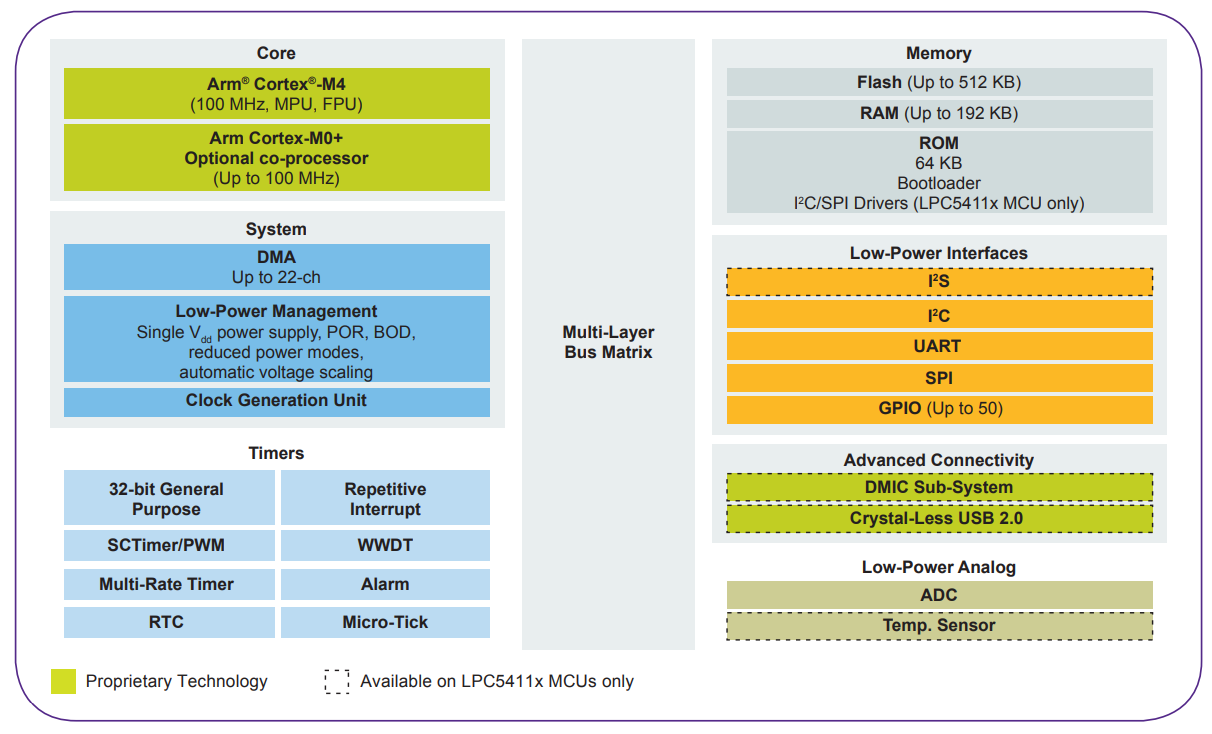 Core
Arm® Cortex®-M4
(100 MHz, MPU, FPU)
Arm Cortex-M0+
Optional co-processor
(Up to 100 MHz)
System
DMA
Up to 22-ch
Low-Power Management
Single Vdd power supply, POR, BOD,
reduced power modes,
automatic voltage scaling
Clock Generation Unit
Timers
32-bit General
Purpose
Repetitive
Interrupt
SCTimer/PWM
WWDT
Multi-Rate Timer
Alarm
RTC
Micro-Tick
Multi-Layer
Bus Matrix
Memory
Flash (Up to 512 KB)
RAM (Up to 192 KB)
ROM
64 KB
Bootloader
I²C/SPI Drivers (LPC5411x MCU only)
Low-Power Interfaces
I²S
I²C
UART
SPI
GPIO (Up to 50)
Advanced Connectivity
DMIC Sub-System
Crystal-Less USB 2.0
Low-Power Analog
ADC
Temp. Sensor
Proprietary Technology
Available on LPC5411x MCUs only